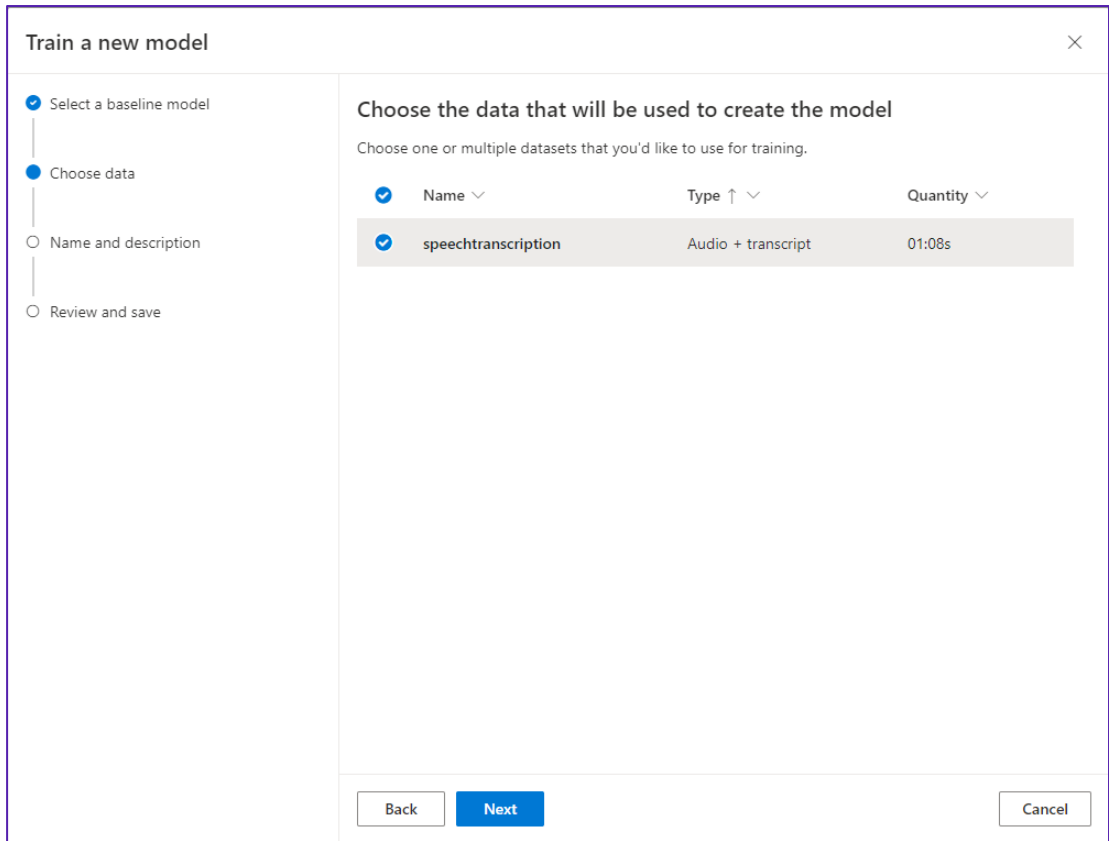 Train a new model
Select a baseline model
Choose data
Name and description
Review and save
Choose the data that will be used to create the model
Choose one or multiple datasets that you'd like to use for training.
Name Type ↑ Quantity
speechtranscription Audio + transcript 01:08s
Back Next Cancel